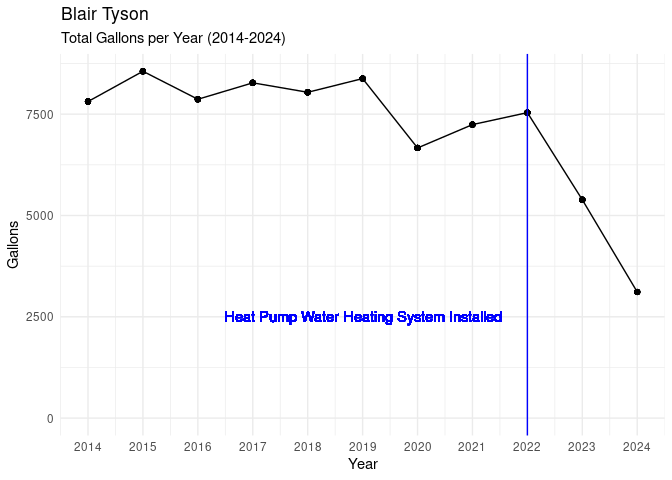 Blair Tyson
Total Gallons per Year (2014-2024)
7500
5000
2500
0
Gallons
Heat Pump Water Heating System Installed
2014 2015 2016 2017 2018 2019 2020 2021 2022 2023 2024
Year